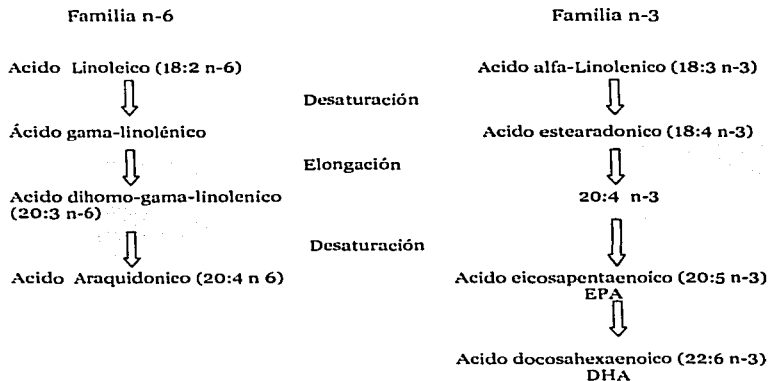 Familia n-6
Familia n-3
Acido Linoleico (18:2 n-6)
Acido alfa-Linolenico (18:3 n-3)
Desaturación
Ácido gama-linolénico
Acido estearadonico (18:4 n-3)
Elongación
Acido dihomo-gama-linolenico
(20:3 n-6)
20:4 n-3
Desaturación
Acido Araquidonico (20:4 n 6)
Acido eicosapentaenoico (20:5 n-3)
EPA
Acido docosahexaenoico (22:6 n-3)
DHA